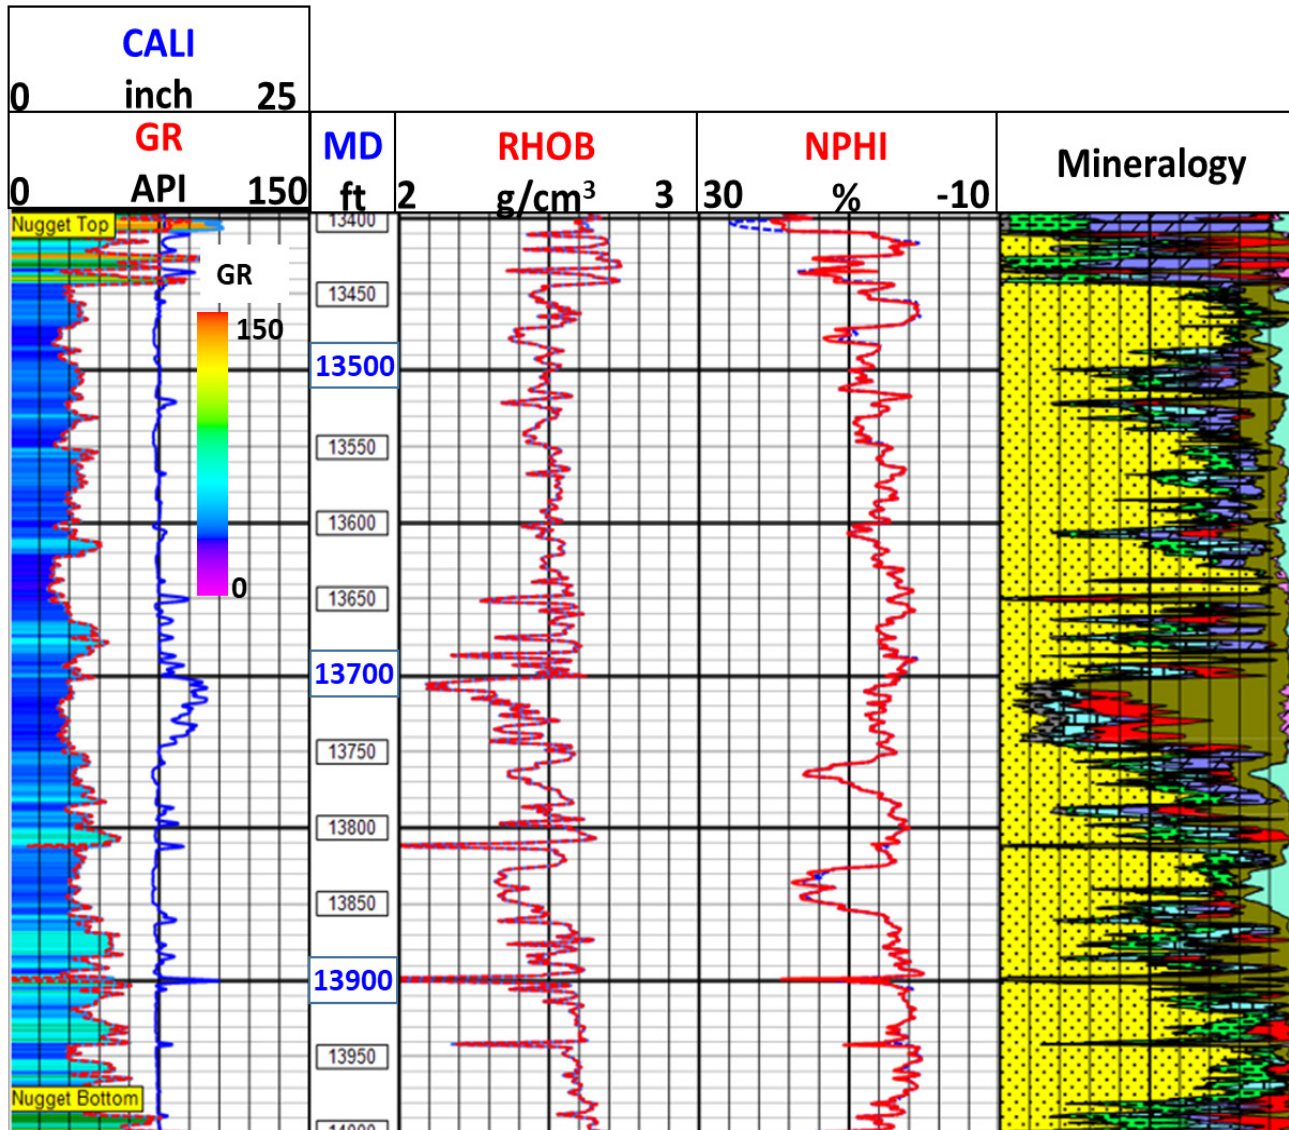 CALI
0 inch 25
GR MD RHOB NPHI Mineralogy
0 API 150 ft 2 g/cm³ 3 30 % -10
Nugget Top 13400
GR
13450
150
13500
13550
13600
0
13650
13700
13750
13800
13850
13900
13950
Nugget Bottom
14000